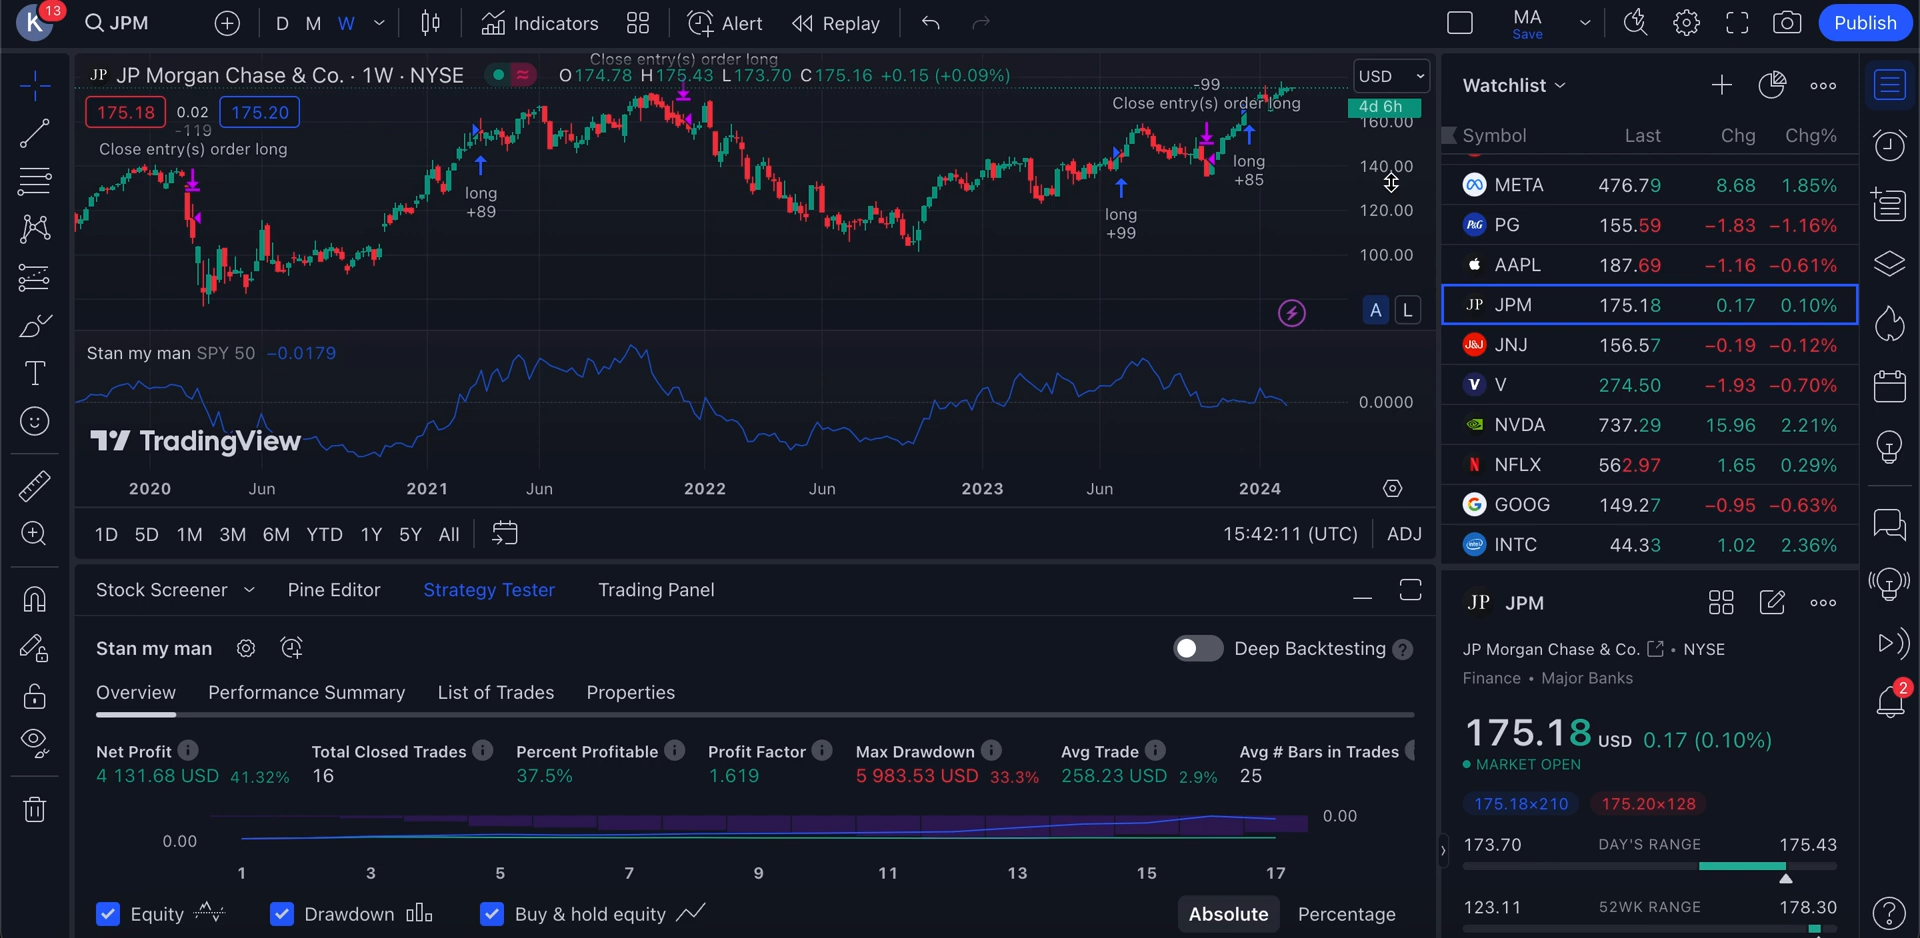 K
13
JPM
D
M
W
Indicators
Alert
Replay
MA
Save
Publish
JP
JP Morgan Chase & Co. · 1W · NYSE
Close entry(s) order long
O174.78 H175.43 L173.70 C175.16 +0.15 (+0.09%)
175.18
0.02
175.20
-119
Close entry(s) order long
long
+89
long
+99
-99
Close entry(s) order long
long
+85
USD
4d 6h
160.00
140.00
120.00
100.00
A
L
Stan my man SPY 50 −0.0179
0.0000
TradingView
2020
Jun
2021
Jun
2022
Jun
2023
Jun
2024
1D
5D
1M
3M
6M
YTD
1Y
5Y
All
15:42:11 (UTC)
ADJ
Stock Screener
Pine Editor
Strategy Tester
Trading Panel
Stan my man
Deep Backtesting
?
Overview
Performance Summary
List of Trades
Properties
Net Profit
4 131.68 USD 41.32%
Total Closed Trades
16
Percent Profitable
37.5%
Profit Factor
1.619
Max Drawdown
5 983.53 USD 33.3%
Avg Trade
258.23 USD 2.9%
Avg # Bars in Trades
25
0.00
0.00
1
3
5
7
9
11
13
15
17
Equity
Drawdown
Buy & hold equity
Absolute
Percentage
Watchlist
Symbol Last Chg Chg%
META 476.79 8.68 1.85%
P&G PG 155.59 −1.83 −1.16%
AAPL 187.69 −1.16 −0.61%
JP JPM 175.18 0.17 0.10%
J&J JNJ 156.57 −0.19 −0.12%
V V 274.50 −1.93 −0.70%
NVDA 737.29 15.96 2.21%
N NFLX 562.97 1.65 0.29%
G GOOG 149.27 −0.95 −0.63%
intel INTC 44.33 1.02 2.36%
JP JPM
JP Morgan Chase & Co. • NYSE
Finance • Major Banks
175.18 USD 0.17 (0.10%)
MARKET OPEN
175.18×210
175.20×128
173.70 DAY'S RANGE 175.43
123.11 52WK RANGE 178.30
2
?